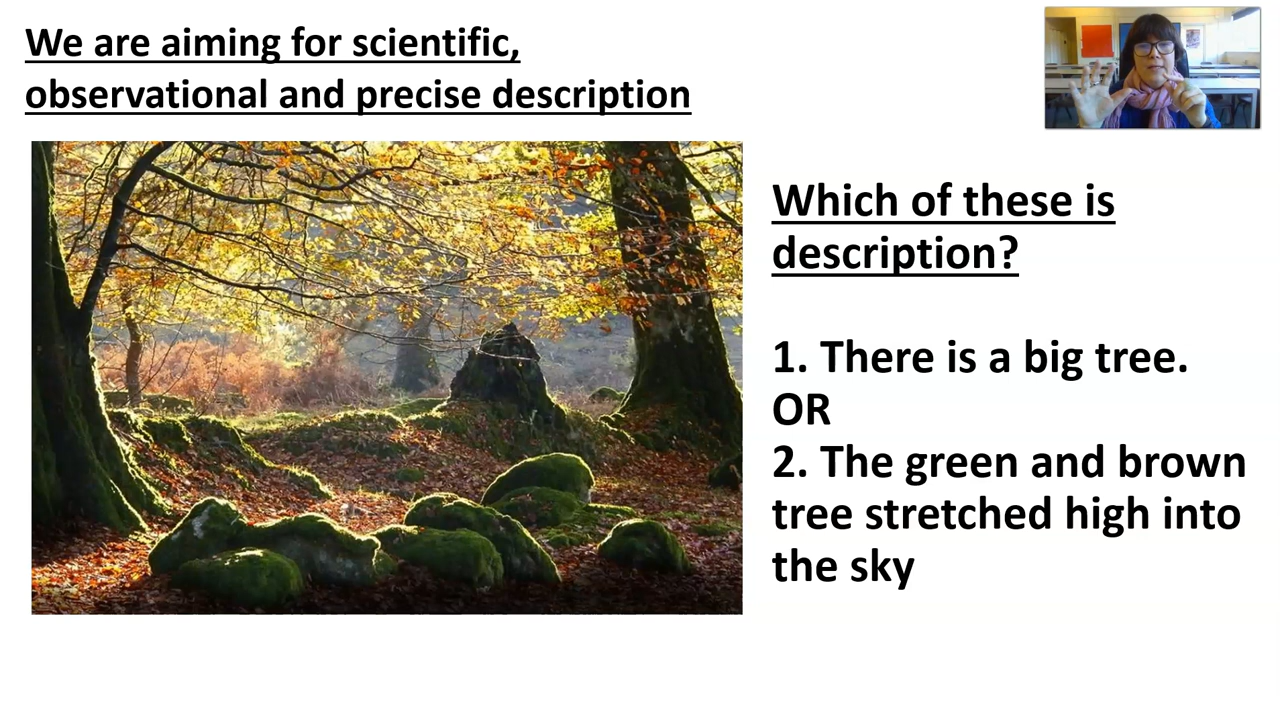 We are aiming for scientific,
observational and precise description
Which of these is
description?
1. There is a big tree.
OR
2. The green and brown
tree stretched high into
the sky